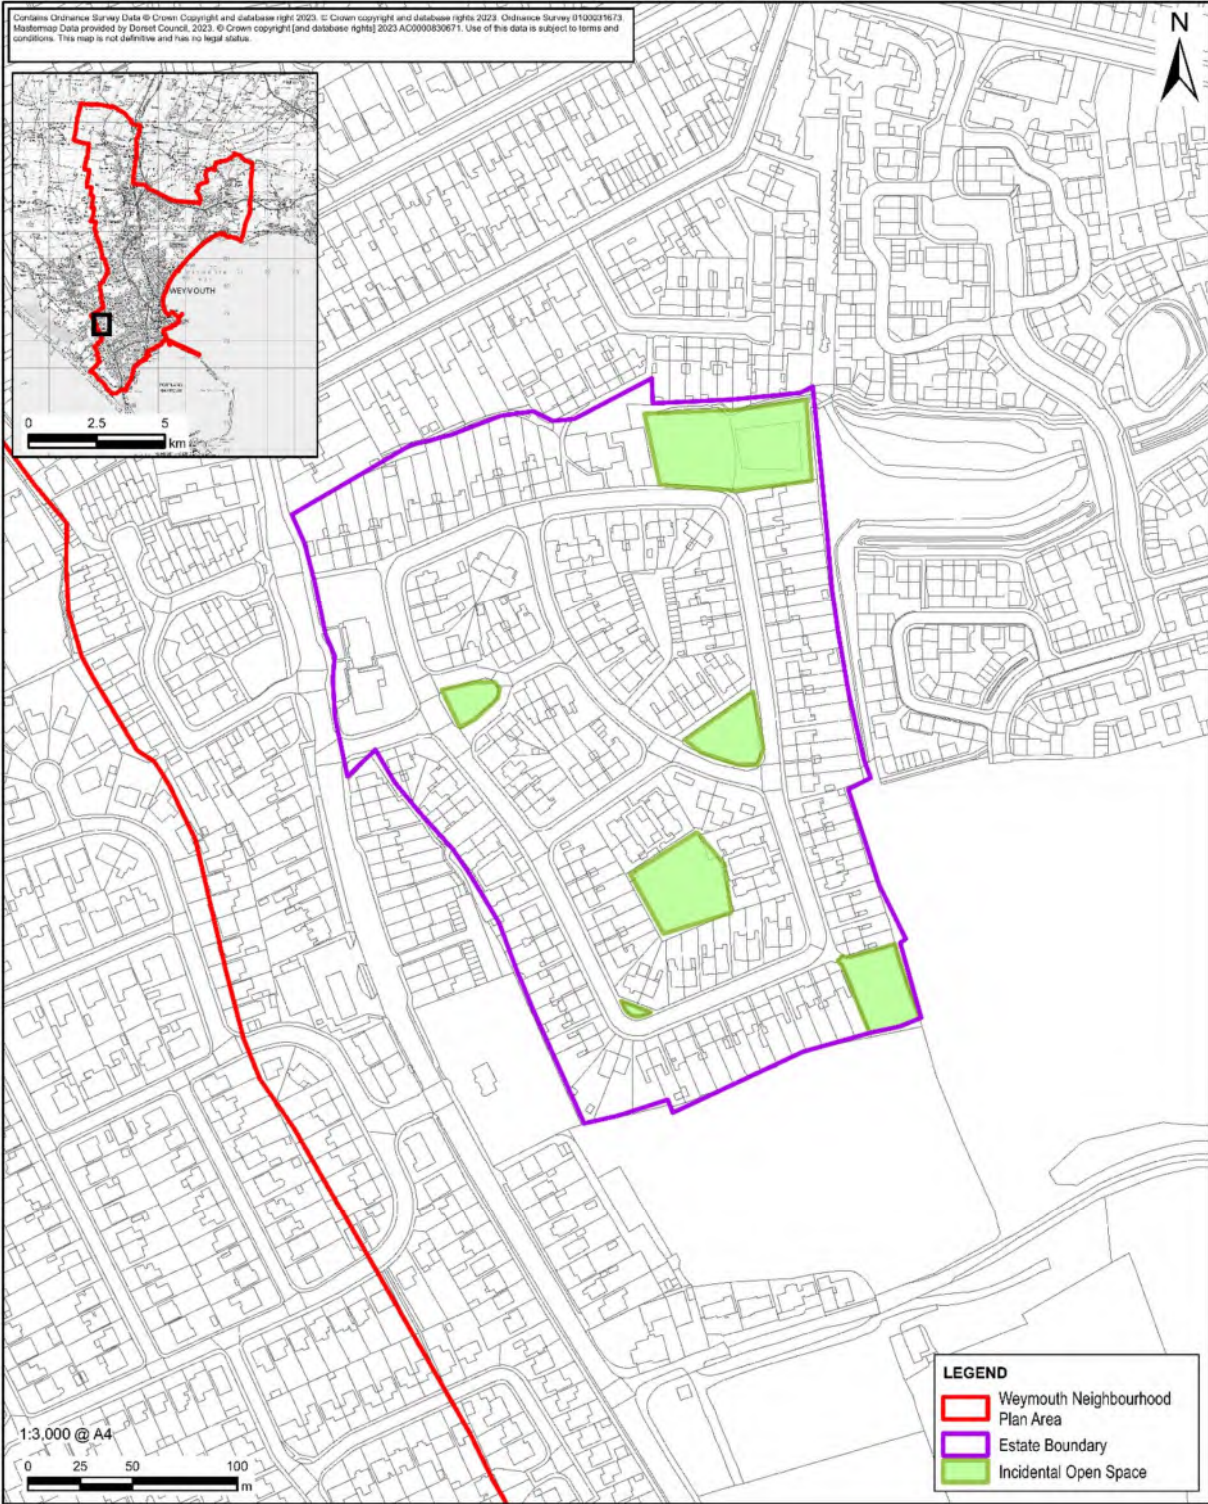 Contains Ordnance Survey Data © Crown Copyright and database right 2023. © Crown copyright and database rights 2023. Ordnance Survey 0100031673.
Mastermap Data provided by Dorset Council, 2023. © Crown copyright [and database rights] 2023 AC0000830671. Use of this data is subject to terms and
conditions. This map is not definitive and has no legal status.
N
WEYMOUTH
0 2.5 5
km
LEGEND
Weymouth Neighbourhood
Plan Area
Estate Boundary
Incidental Open Space
1:3,000 @ A4
0 25 50 100
m